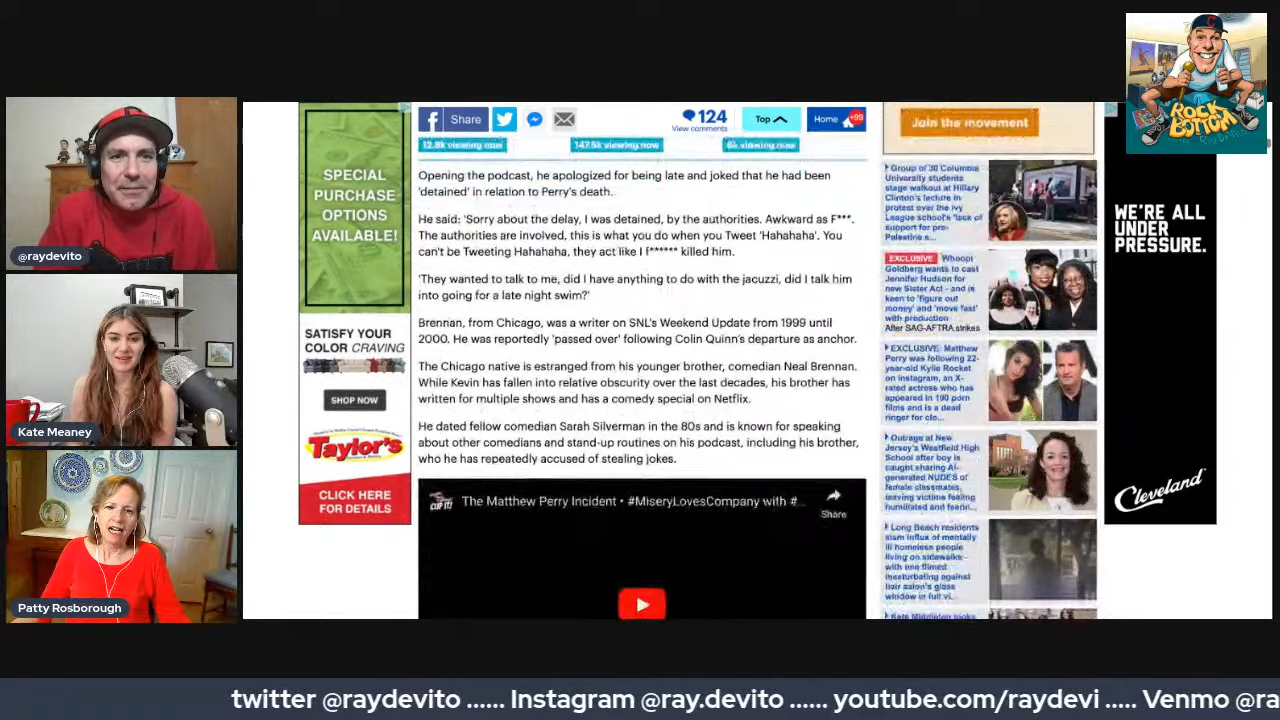 @raydevito
Kate Meaney
Patty Rosborough
SPECIAL
PURCHASE
OPTIONS
AVAILABLE!
SATISFY YOUR
COLOR CRAVING
SHOP NOW
Taylor's
CLICK HERE
FOR DETAILS
Share
124
View comments
Top
Home
+99
12.8k viewing now
147.5k viewing now
6k viewing now
Opening the podcast, he apologized for being late and joked that he had been
'detained' in relation to Perry's death.
He said: 'Sorry about the delay, I was detained, by the authorities. Awkward as F***.
The authorities are involved, this is what you do when you Tweet 'Hahahaha'. You
can't be Tweeting Hahahaha, they act like I f****** killed him.
'They wanted to talk to me, did I have anything to do with the jacuzzi, did I talk him
into going for a late night swim?'
Brennan, from Chicago, was a writer on SNL's Weekend Update from 1999 until
2000. He was reportedly 'passed over' following Colin Quinn's departure as anchor.
The Chicago native is estranged from his younger brother, comedian Neal Brennan.
While Kevin has fallen into relative obscurity over the last decades, his brother has
written for multiple shows and has a comedy special on Netflix.
He dated fellow comedian Sarah Silverman in the 80s and is known for speaking
about other comedians and stand-up routines on his podcast, including his brother,
who he has repeatedly accused of stealing jokes.
The Matthew Perry Incident • #MiseryLovesCompany with #...
Share
Join the movement
Group of 30 Columbia
University students
stage walkout at Hillary
Clinton's lecture in
protest over the Ivy
League school's 'lack of
support for pro-
Palestine s...
EXCLUSIVE Whoopi
Goldberg wants to cast
Jennifer Hudson for
new Sister Act - and is
keen to 'figure out
money' and 'move fast'
with production
After SAG-AFTRA strikes
EXCLUSIVE: Matthew
Perry was following 22-
year-old Kylie Rocket
on Instagram, an X-
rated actress who has
appeared in 190 porn
films and is a dead
ringer for clo...
Outrage at New
Jersey's Westfield High
School after boy is
caught sharing AI-
generated NUDES of
female classmates,
leaving victims feeling
humiliated and fearin...
Long Beach residents
slam influx of mentally
ill homeless people
living on sidewalks -
with one filmed
masturbating against
hair salon's glass
window in full vi...
Kate Middleton looks
WE'RE ALL
UNDER
PRESSURE.
Cleveland
ROCK
BOTTOM
twitter @raydevito ...... Instagram @ray.devito ...... youtube.com/raydevi ..... Venmo @ra